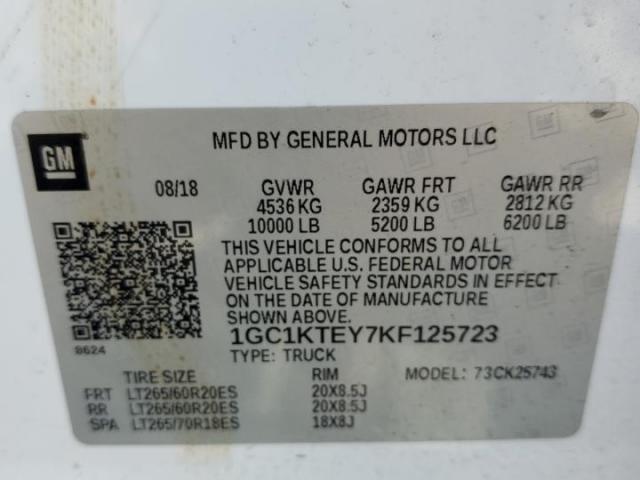 GM
MFD BY GENERAL MOTORS LLC
08/18 GVWR GAWR FRT GAWR RR
4536 KG 2359 KG 2812 KG
10000 LB 5200 LB 6200 LB
THIS VEHICLE CONFORMS TO ALL
APPLICABLE U.S. FEDERAL MOTOR
VEHICLE SAFETY STANDARDS IN EFFECT
ON THE DATE OF MANUFACTURE
SHOWN ABOVE.
1GC1KTEY7KF125723
8624
TYPE: TRUCK
TIRE SIZE RIM MODEL: 73CK25743
FRT LT265/60R20ES 20X8.5J
RR LT265/60R20ES 20X8.5J
SPA LT265/70R18ES 18X8J